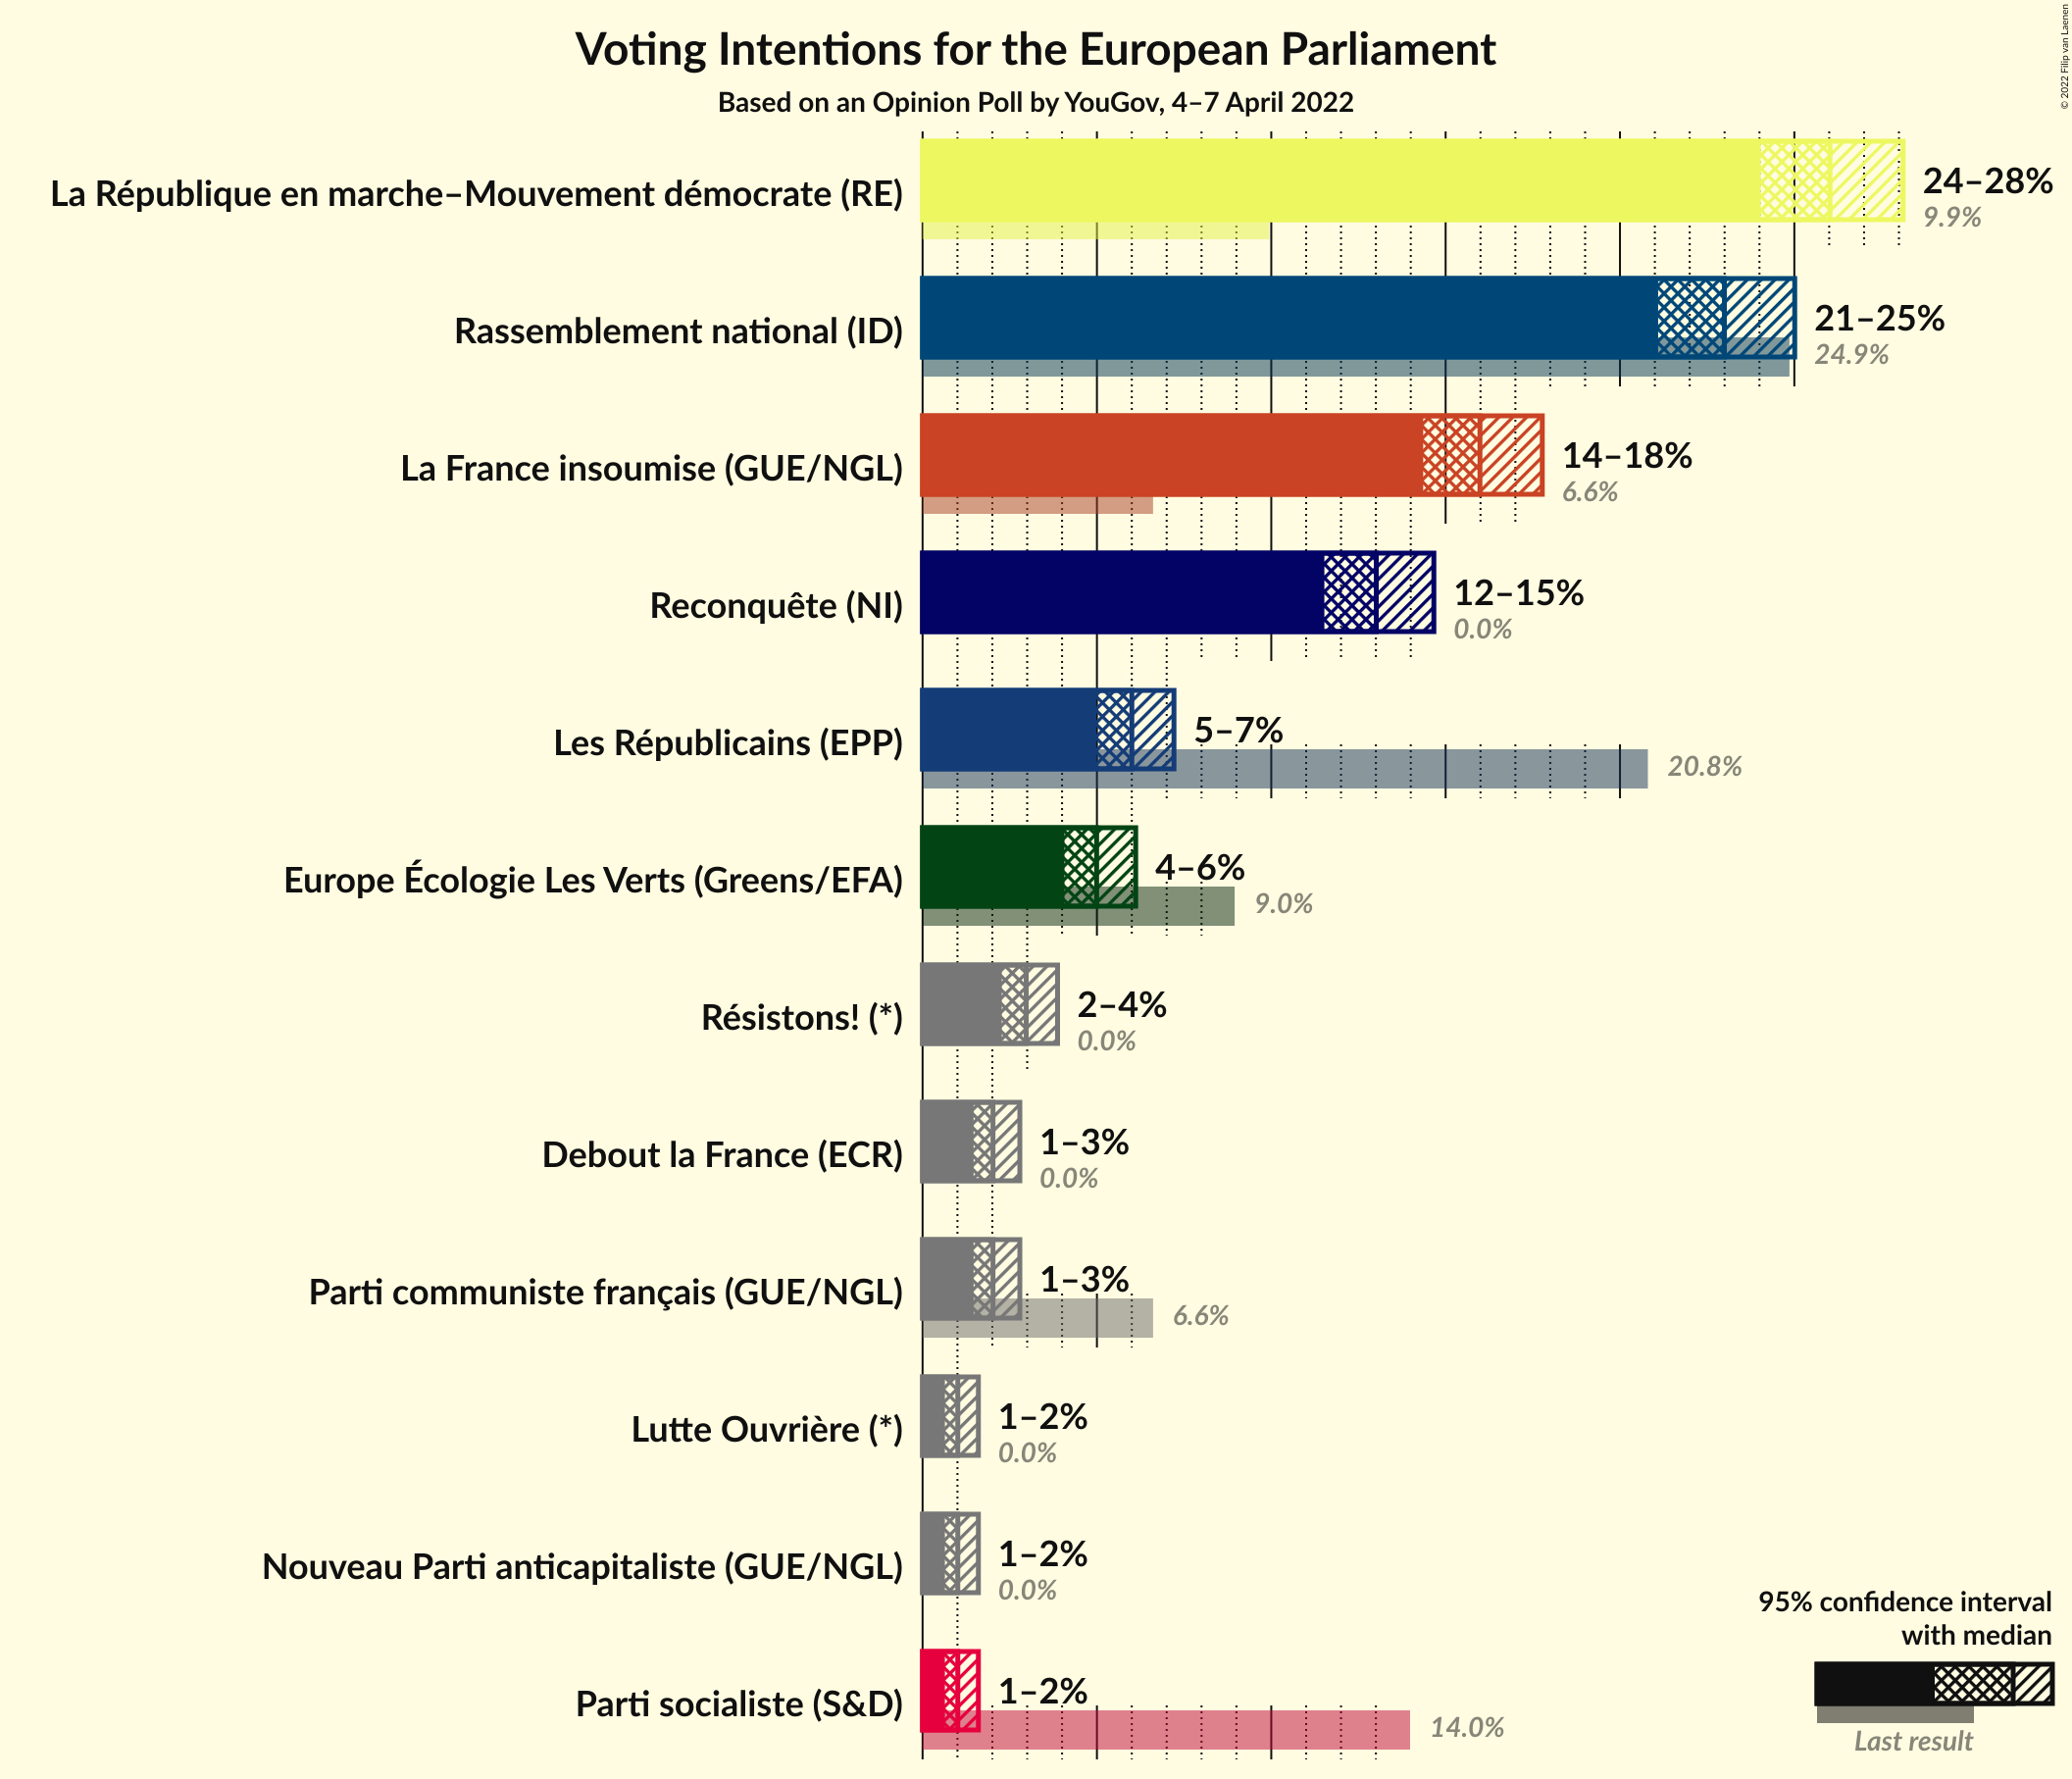 Voting Intentions for the European Parliament
Based on an Opinion Poll by YouGov, 4–7 April 2022
© 2022 Filip van Laenen
La République en marche–Mouvement démocrate (RE)
24–28%
9.9%
Rassemblement national (ID)
21–25%
24.9%
La France insoumise (GUE/NGL)
14–18%
6.6%
Reconquête (NI)
12–15%
0.0%
Les Républicains (EPP)
5–7%
20.8%
Europe Écologie Les Verts (Greens/EFA)
4–6%
9.0%
Résistons! (*)
2–4%
0.0%
Debout la France (ECR)
1–3%
0.0%
Parti communiste français (GUE/NGL)
1–3%
6.6%
Lutte Ouvrière (*)
1–2%
0.0%
Nouveau Parti anticapitaliste (GUE/NGL)
1–2%
0.0%
Parti socialiste (S&D)
1–2%
14.0%
95% confidence interval
with median
Last result